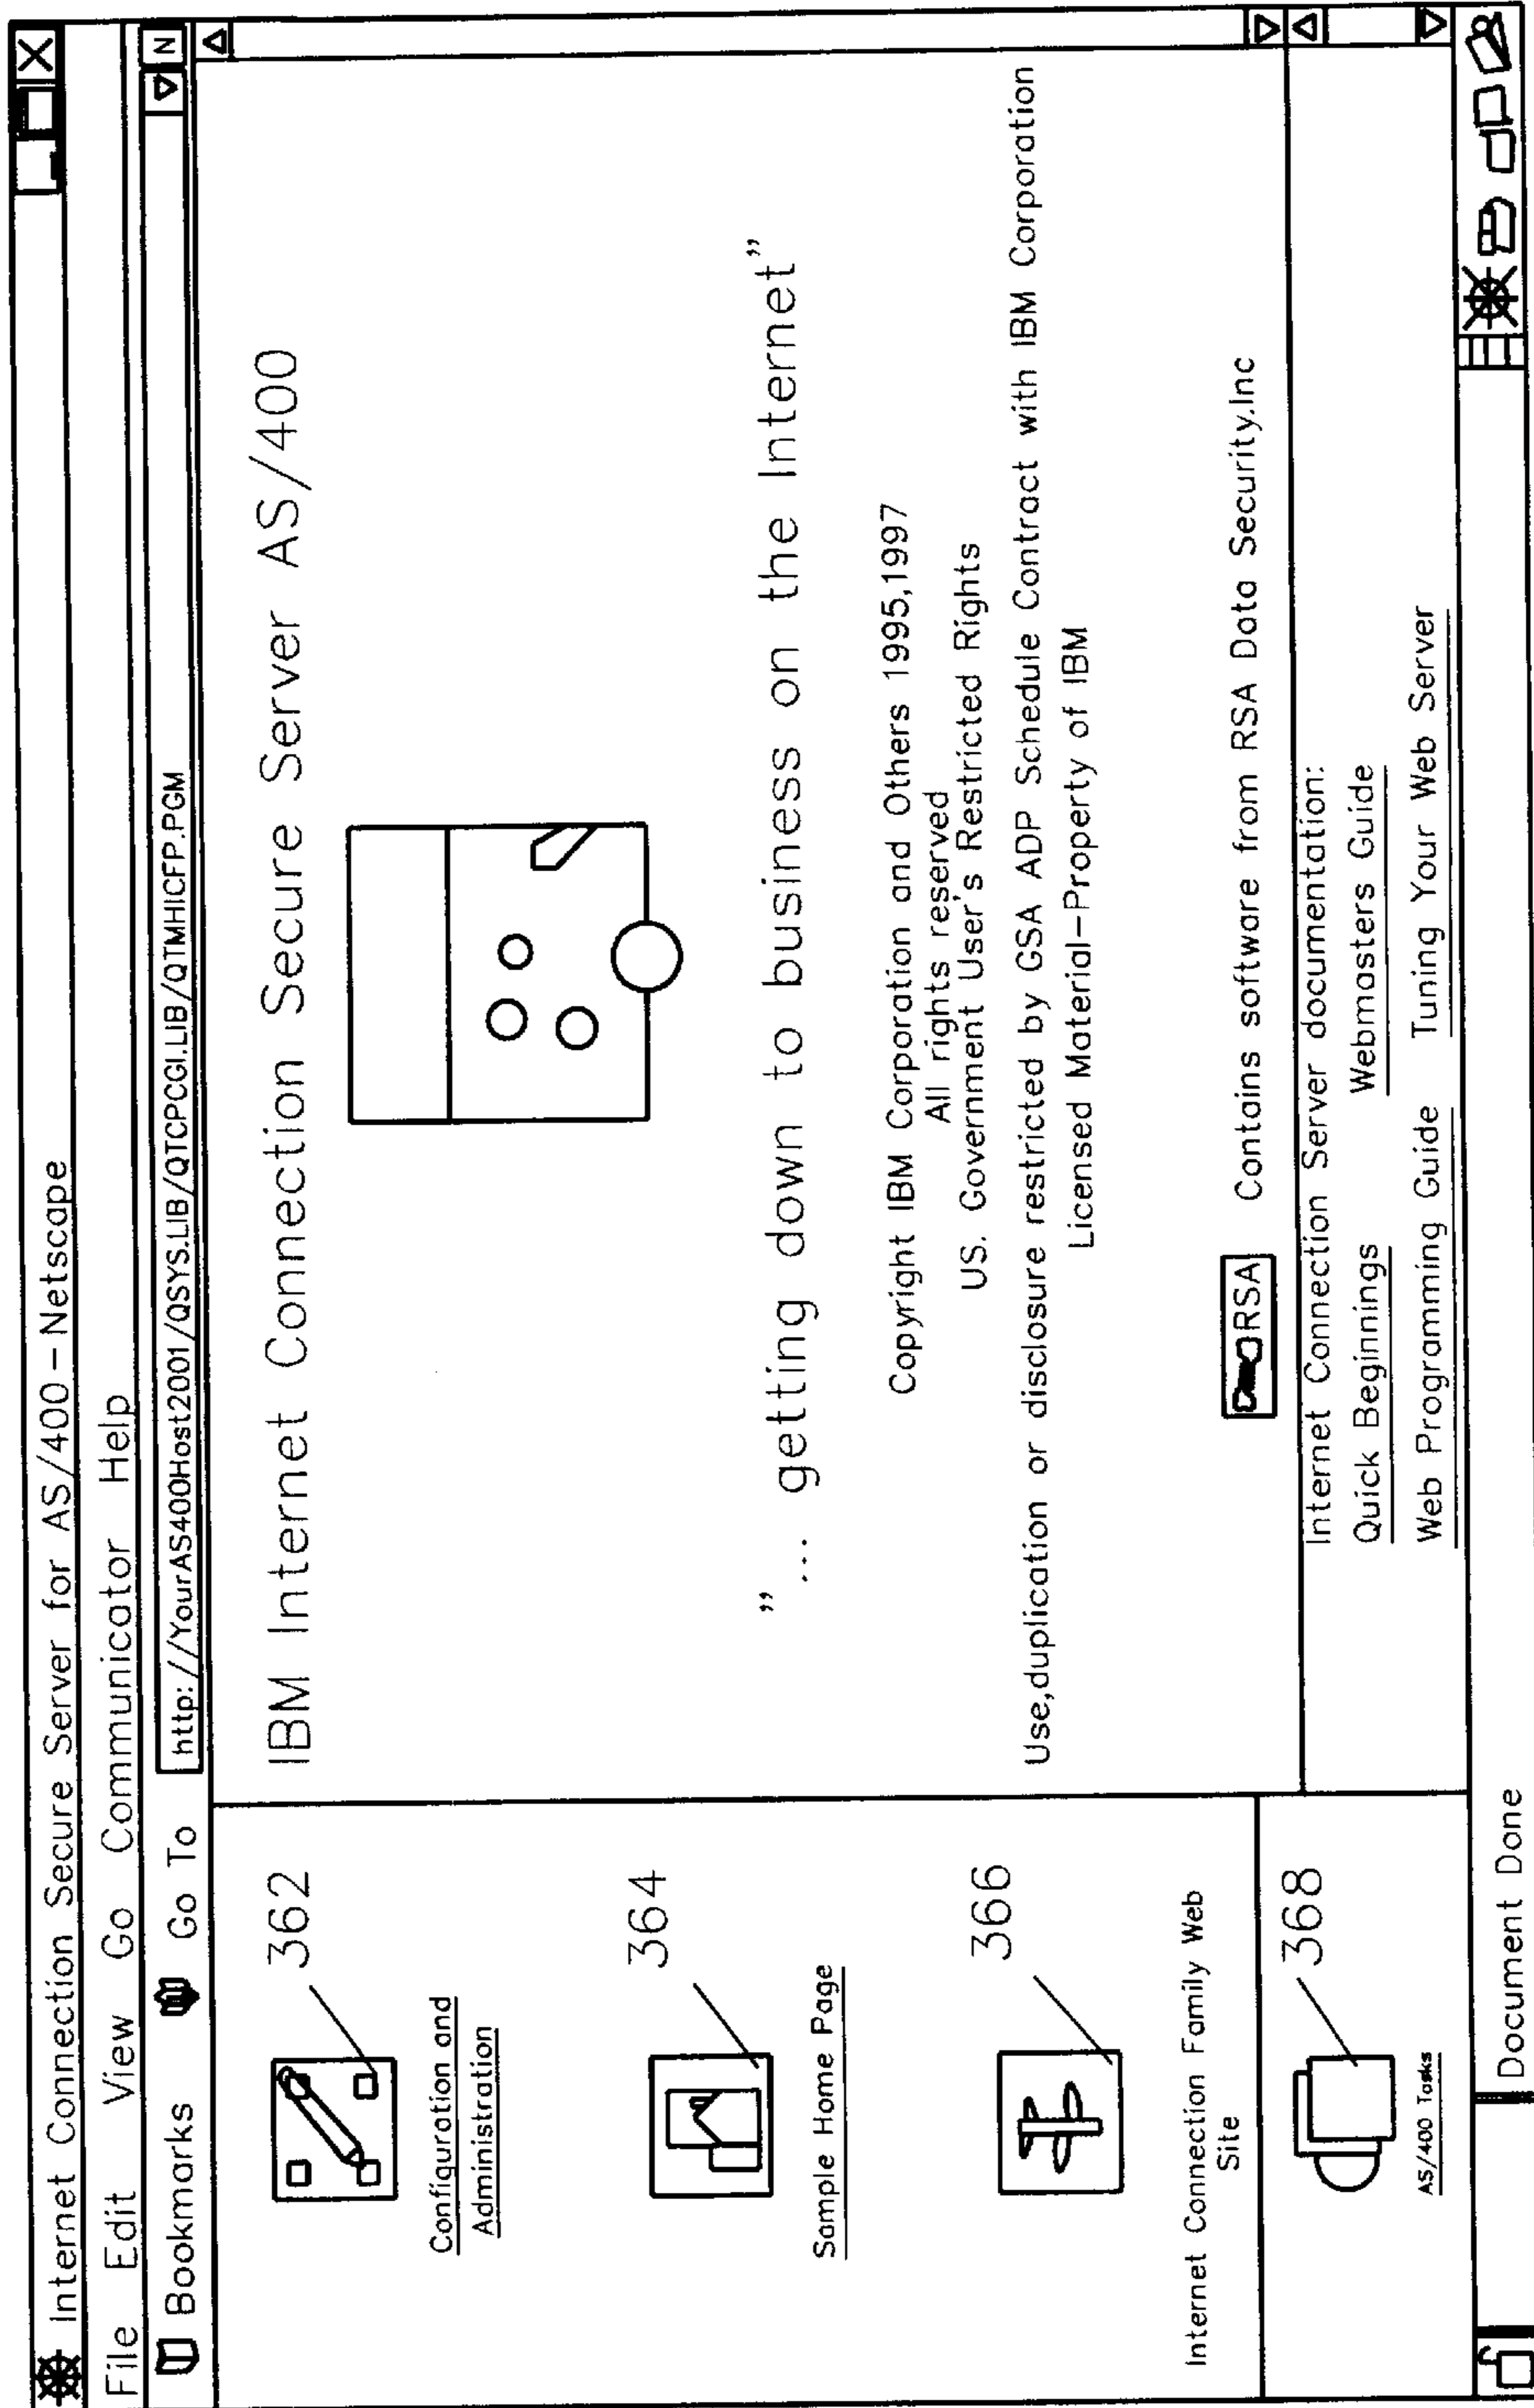 Internet Connection Secure Server for AS/400-Netscape
File Edit View Go Communicator Help
Bookmarks Go To http://YourAS400Host2001/QSYS.LIB/QTCPCGI.LIB/QTMHICFP.PGM N
362
Configuration and
Administration
364
Sample Home Page
366
Internet Connection Family Web
Site
368
AS/400 Tasks
IBM Internet Connection Secure Server AS/400
"... getting down to business on the Internet"
Copyright IBM Corporation and Others 1995,1997
All rights reserved
US. Government User's Restricted Rights
Use,duplication or disclosure restricted by GSA ADP Schedule Contract with IBM Corporation
Licensed Material-Property of IBM
RSA Contains software from RSA Data Security.Inc
Internet Connection Server documentation:
Quick Beginnings Webmasters Guide
Web Programming Guide Tuning Your Web Server
Document Done